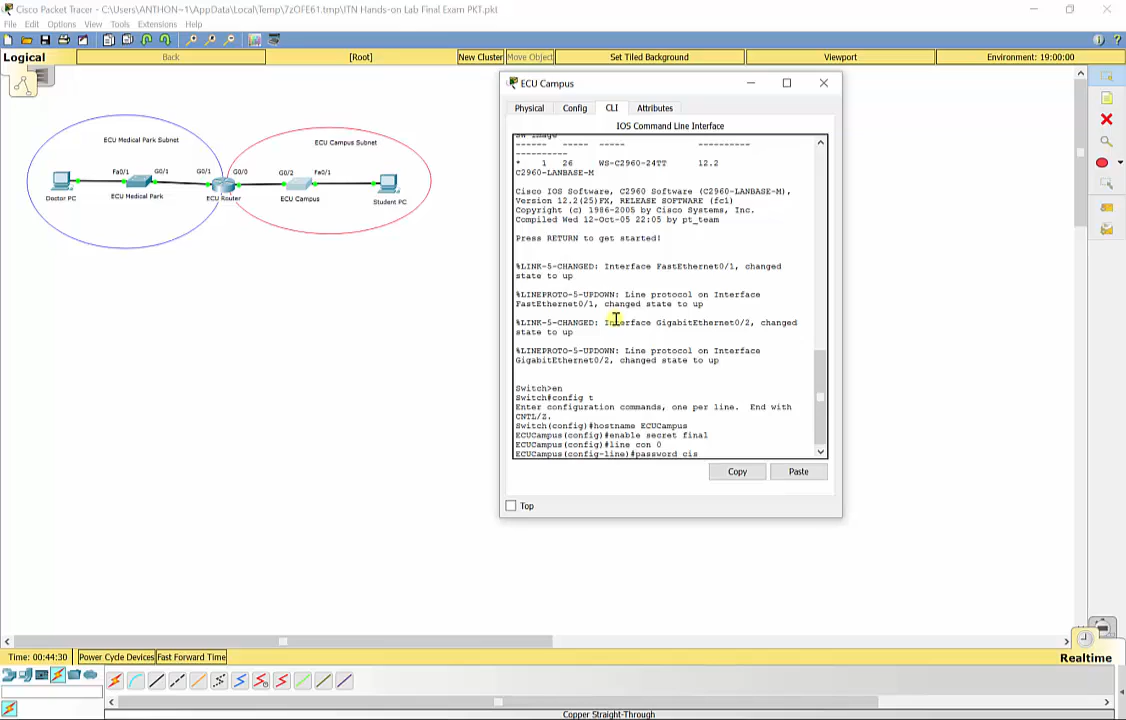 Cisco Packet Tracer - C:\Users\ANTHON~1\AppData\Local\Temp\7zOFE61.tmp\ITN Hands-on Lab Final Exam PKT.pkt
File Edit Options View Tools Extensions Help
Logical Back [Root] New Cluster Move Object Set Tiled Background Viewport Environment: 19:00:00
ECU Medical Park Subnet
ECU Campus Subnet
Fa0/1 G0/1 G0/1 G0/0 G0/2 Fa0/1
Doctor PC ECU Medical Park ECU Router ECU Campus Student PC
ECU Campus
Physical Config CLI Attributes
IOS Command Line Interface
SW Image
------ ----- ----- ----------
----------
* 1 26 WS-C2960-24TT 12.2
C2960-LANBASE-M
Cisco IOS Software, C2960 Software (C2960-LANBASE-M),
Version 12.2(25)FX, RELEASE SOFTWARE (fc1)
Copyright (c) 1986-2005 by Cisco Systems, Inc.
Compiled Wed 12-Oct-05 22:05 by pt_team
Press RETURN to get started!
%LINK-5-CHANGED: Interface FastEthernet0/1, changed
state to up
%LINEPROTO-5-UPDOWN: Line protocol on Interface
FastEthernet0/1, changed state to up
%LINK-5-CHANGED: Interface GigabitEthernet0/2, changed
state to up
%LINEPROTO-5-UPDOWN: Line protocol on Interface
GigabitEthernet0/2, changed state to up
Switch>en
Switch#config t
Enter configuration commands, one per line. End with
CNTL/Z.
Switch(config)#hostname ECUCampus
ECUCampus(config)#enable secret final
ECUCampus(config)#line con 0
ECUCampus(config-line)#password cis
Copy Paste
Top
Time: 00:44:30 Power Cycle Devices Fast Forward Time
Realtime
Copper Straight-Through